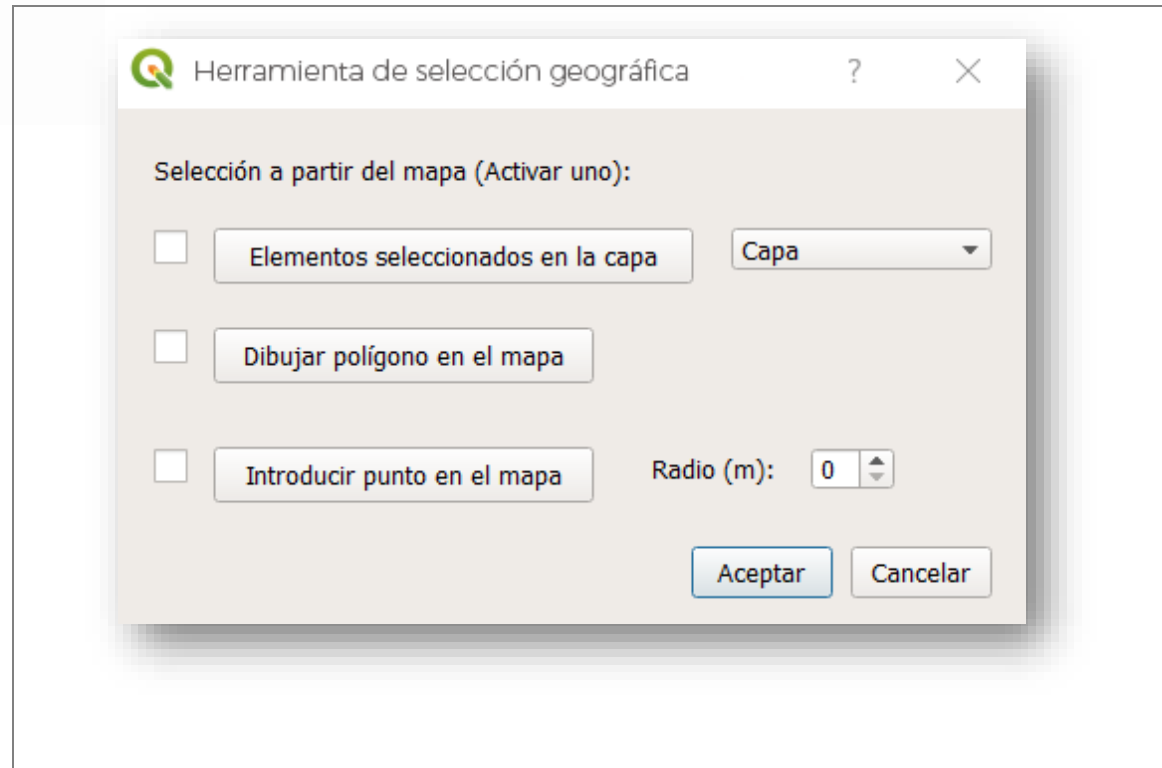 Herramienta de selección geográfica ?
Selección a partir del mapa (Activar uno):
Elementos seleccionados en la capa Capa
Dibujar polígono en el mapa
Introducir punto en el mapa Radio (m): 0
Aceptar Cancelar